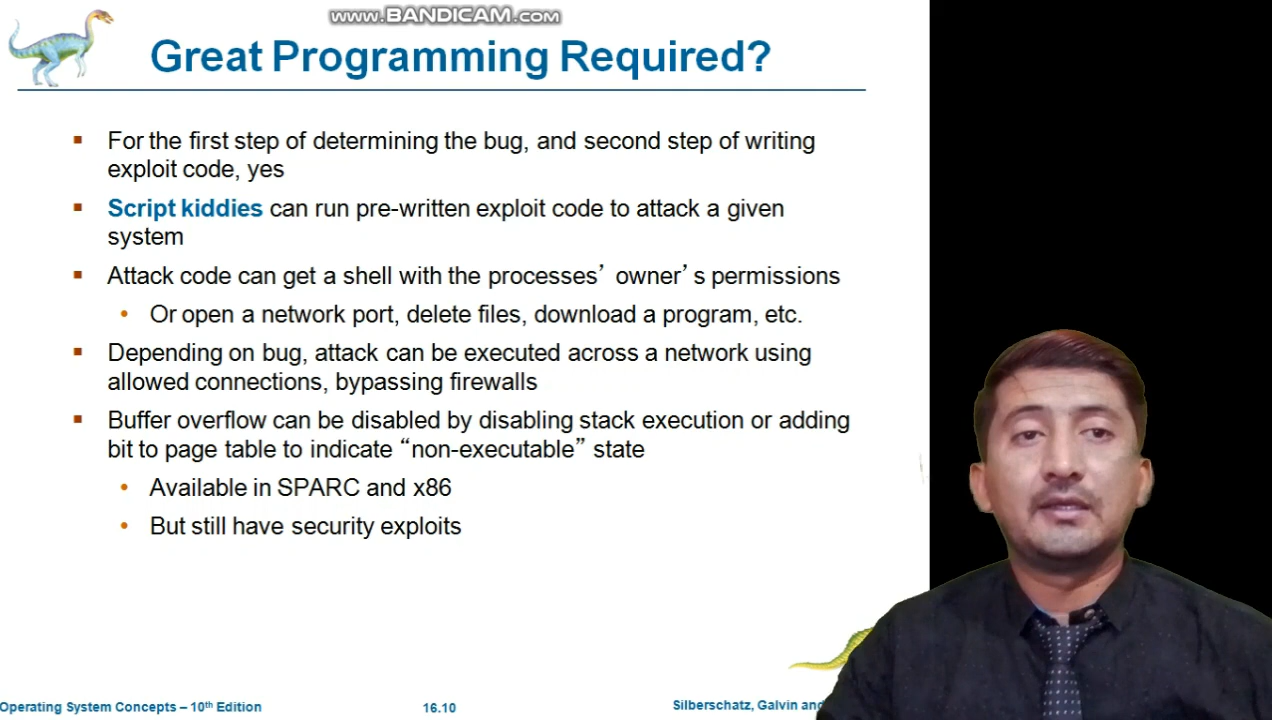 www.BANDICAM.com
Great Programming Required?
For the first step of determining the bug, and second step of writing
exploit code, yes
Script kiddies can run pre-written exploit code to attack a given
system
Attack code can get a shell with the processes’ owner’s permissions
Or open a network port, delete files, download a program, etc.
Depending on bug, attack can be executed across a network using
allowed connections, bypassing firewalls
Buffer overflow can be disabled by disabling stack execution or adding
bit to page table to indicate “non-executable” state
Available in SPARC and x86
But still have security exploits
Operating System Concepts – 10th Edition
16.10
Silberschatz, Galvin and